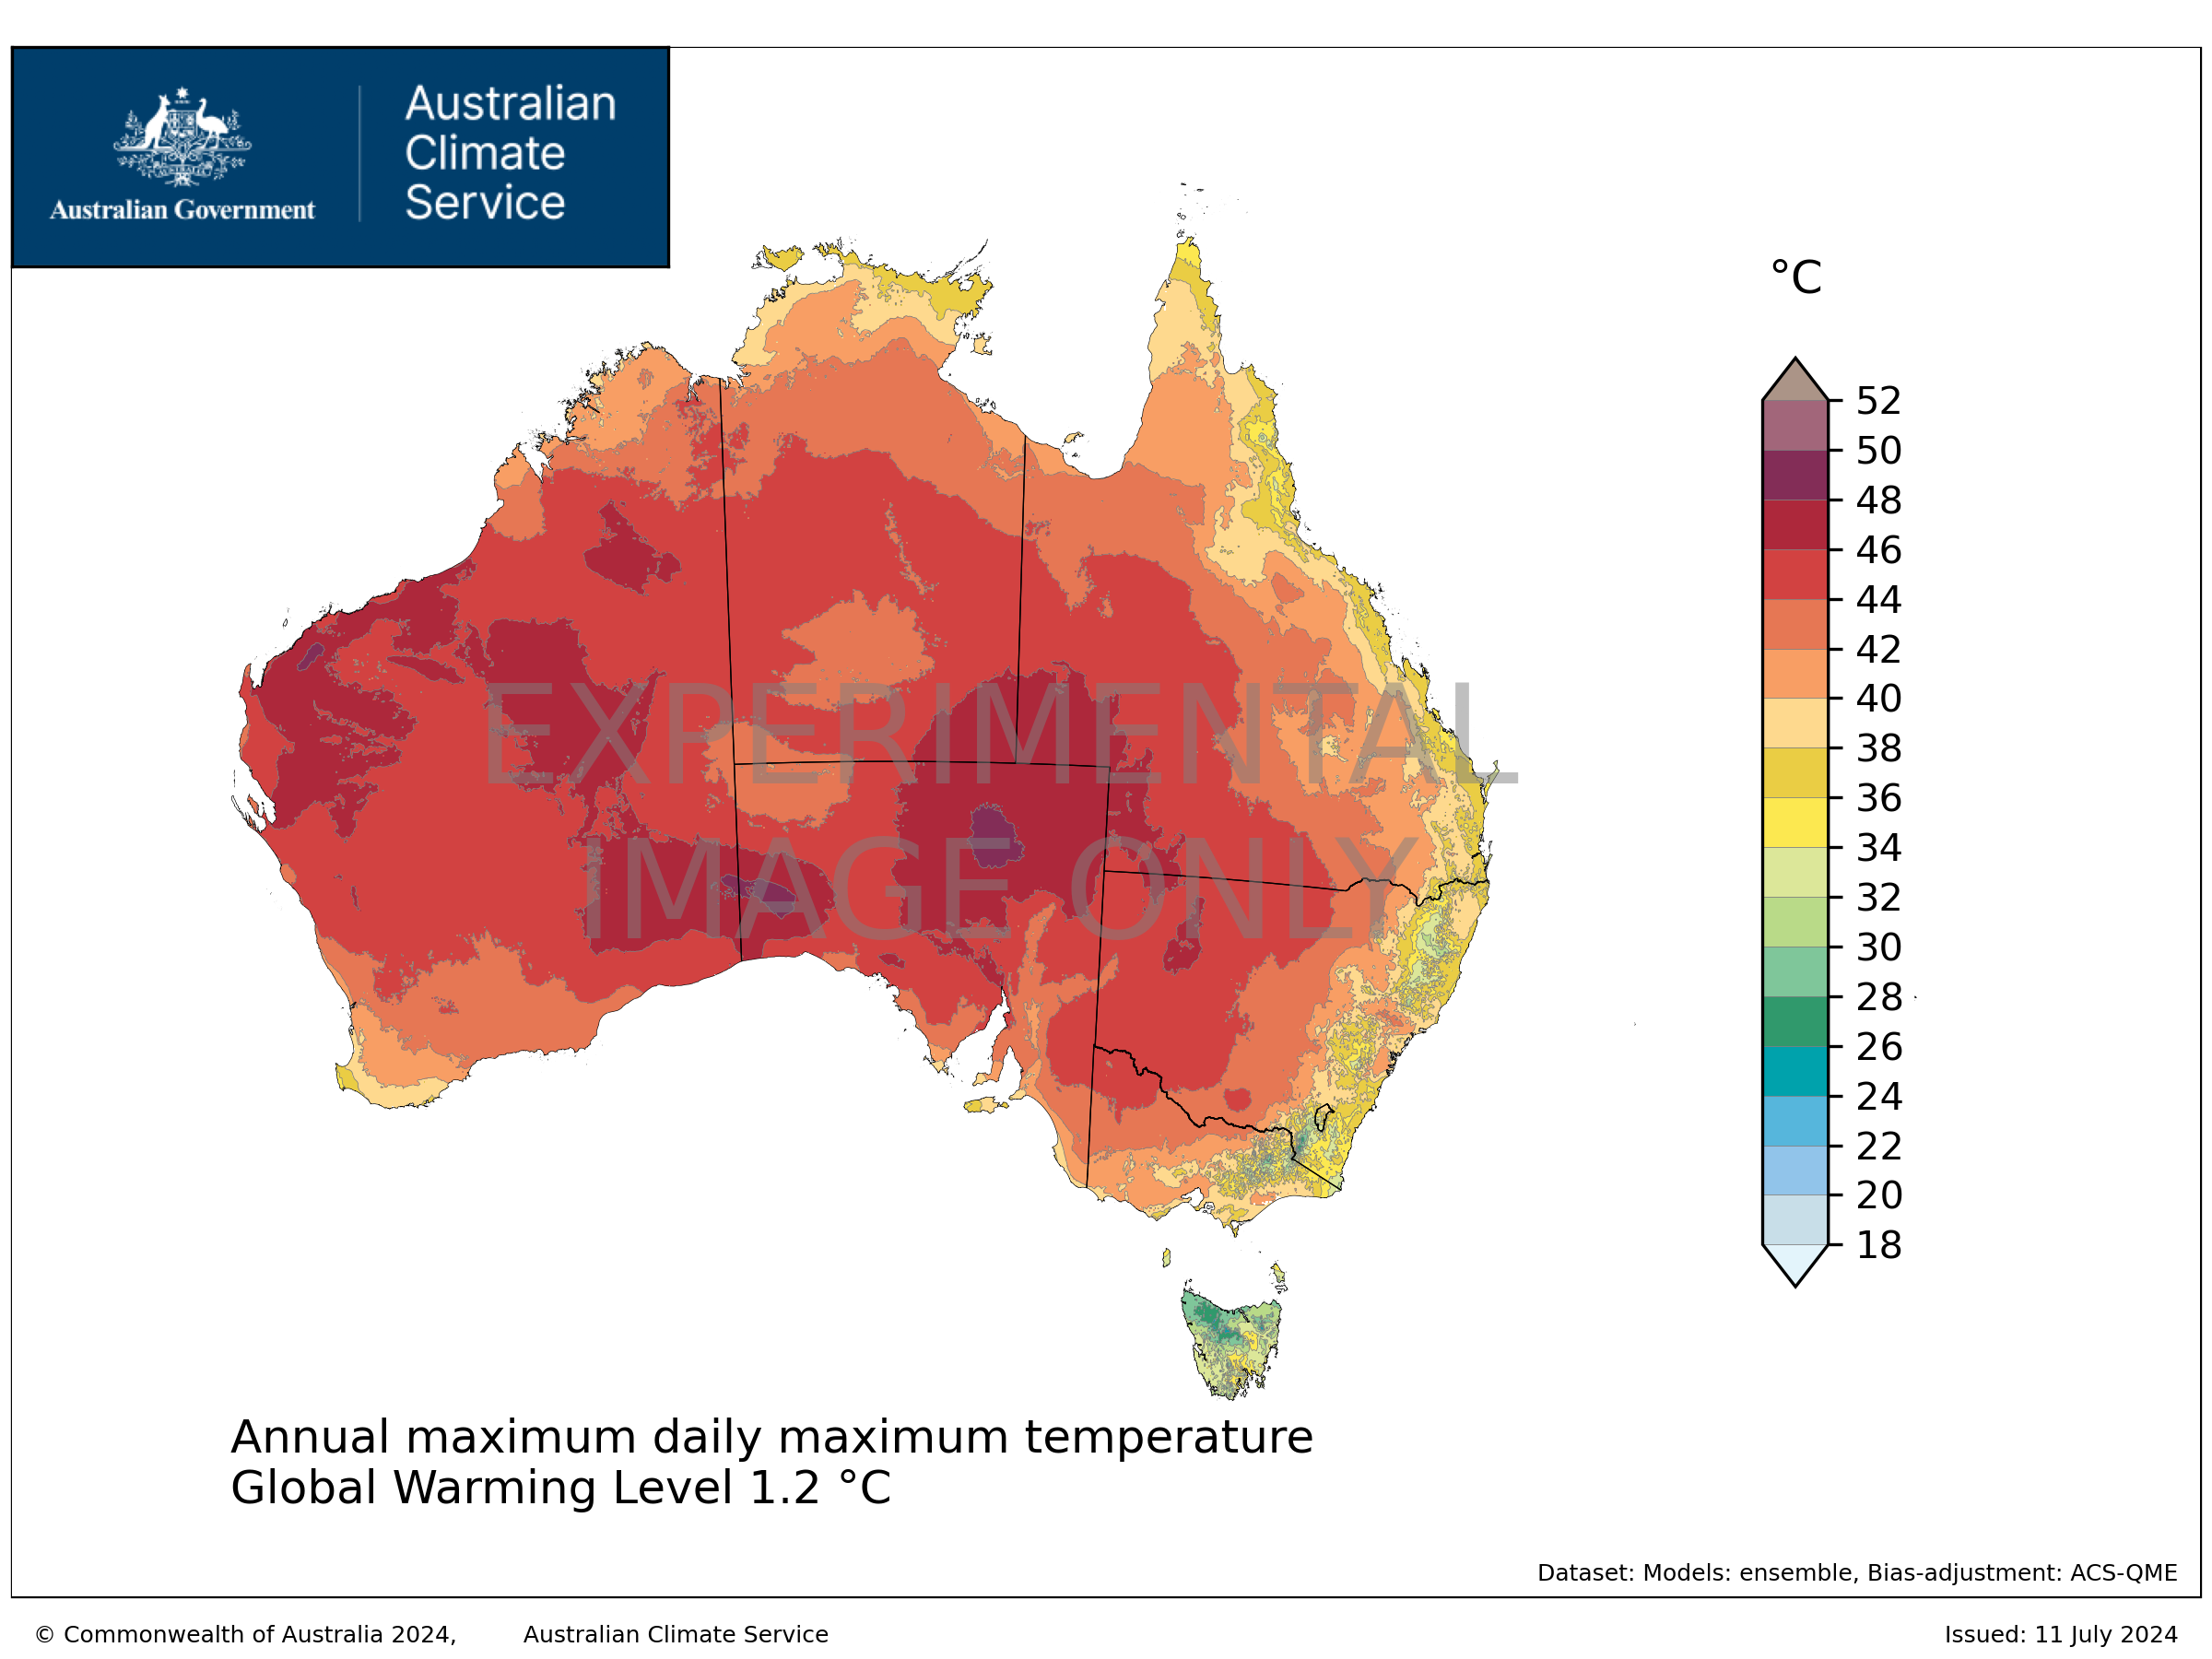 Australian Government
Australian
Climate
Service
°C
52
50
48
46
44
42
40
38
36
34
32
30
28
26
24
22
20
18
EXPERIMENTAL
IMAGE ONLY
Annual maximum daily maximum temperature
Global Warming Level 1.2 °C
Dataset: Models: ensemble, Bias-adjustment: ACS-QME
© Commonwealth of Australia 2024, Australian Climate Service
Issued: 11 July 2024